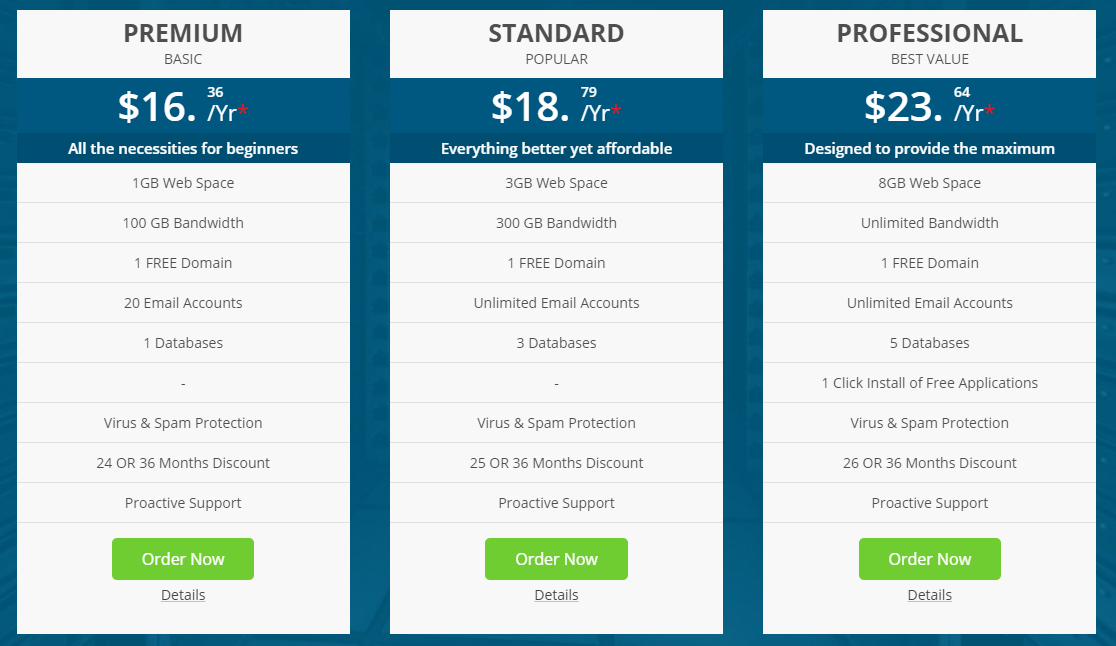 PREMIUM
BASIC
$16. 36 /Yr*
All the necessities for beginners
1GB Web Space
100 GB Bandwidth
1 FREE Domain
20 Email Accounts
1 Databases
-
Virus & Spam Protection
24 OR 36 Months Discount
Proactive Support
Order Now
Details
STANDARD
POPULAR
$18. 79 /Yr*
Everything better yet affordable
3GB Web Space
300 GB Bandwidth
1 FREE Domain
Unlimited Email Accounts
3 Databases
-
Virus & Spam Protection
25 OR 36 Months Discount
Proactive Support
Order Now
Details
PROFESSIONAL
BEST VALUE
$23. 64 /Yr*
Designed to provide the maximum
8GB Web Space
Unlimited Bandwidth
1 FREE Domain
Unlimited Email Accounts
5 Databases
1 Click Install of Free Applications
Virus & Spam Protection
26 OR 36 Months Discount
Proactive Support
Order Now
Details